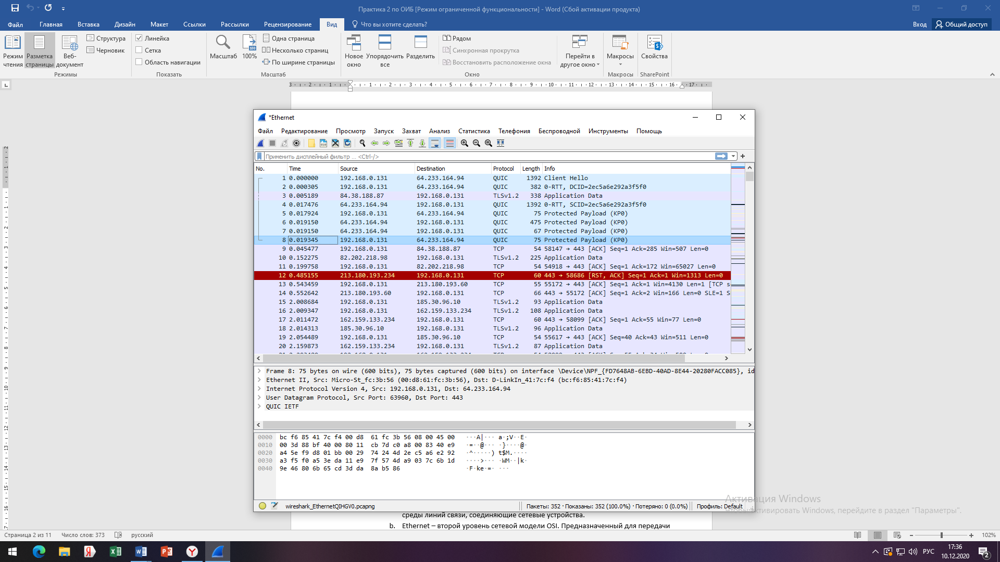 Практика 2 по ОИБ [Режим ограниченной функциональности] - Word (Сбой активации продукта)
Файл Главная Вставка Дизайн Макет Ссылки Рассылки Рецензирование Вид Что вы хотите сделать? Вход Общий доступ
Режим чтения
Разметка страницы
Веб-документ
Структура
Черновик
Режимы
Линейка
Сетка
Область навигации
Показать
Масштаб
100%
Одна страница
Несколько страниц
По ширине страницы
Масштаб
Новое окно
Упорядочить все
Разделить
Рядом
Синхронная прокрутка
Восстановить расположение окна
Перейти в другое окно
Окно
Макросы
Макросы
Свойства
SharePoint
3 2 1 1 2 3 4 5 6 7 8 9 10 11 12 13 14 15 16 17
*Ethernet
Файл Редактирование Просмотр Запуск Захват Анализ Статистика Телефония Беспроводной Инструменты Помощь
Применить дисплейный фильтр ... <Ctrl-/>
No. Time Source Destination Protocol Length Info
1 0.000000 192.168.0.131 64.233.164.94 QUIC 1392 Client Hello
2 0.000305 192.168.0.131 64.233.164.94 QUIC 382 0-RTT, DCID=2ec5a6e292a3f5f0
3 0.005189 84.38.188.87 192.168.0.131 TLSv1.2 338 Application Data
4 0.017476 64.233.164.94 192.168.0.131 QUIC 1392 0-RTT, SCID=2ec5a6e292a3f5f0
5 0.017924 192.168.0.131 64.233.164.94 QUIC 75 Protected Payload (KP0)
6 0.019150 64.233.164.94 192.168.0.131 QUIC 475 Protected Payload (KP0)
7 0.019150 64.233.164.94 192.168.0.131 QUIC 67 Protected Payload (KP0)
8 0.019345 192.168.0.131 64.233.164.94 QUIC 75 Protected Payload (KP0)
9 0.045477 192.168.0.131 84.38.188.87 TCP 54 58147 → 443 [ACK] Seq=1 Ack=285 Win=507 Len=0
10 0.152275 82.202.218.98 192.168.0.131 TLSv1.2 225 Application Data
11 0.199758 192.168.0.131 82.202.218.98 TCP 54 54918 → 443 [ACK] Seq=1 Ack=172 Win=65027 Len=0
12 0.485155 213.180.193.234 192.168.0.131 TCP 60 443 → 58686 [RST, ACK] Seq=1 Ack=1 Win=1313 Len=0
13 0.543459 192.168.0.131 213.180.193.60 TCP 55 55172 → 443 [ACK] Seq=1 Ack=1 Win=4130 Len=1 [TCP s
14 0.552642 213.180.193.60 192.168.0.131 TCP 66 443 → 55172 [ACK] Seq=1 Ack=2 Win=166 Len=0 SLE=1 S
15 2.008684 192.168.0.131 185.30.96.10 TLSv1.2 93 Application Data
16 2.009347 192.168.0.131 162.159.133.234 TLSv1.2 108 Application Data
17 2.011472 162.159.133.234 192.168.0.131 TCP 60 443 → 58099 [ACK] Seq=1 Ack=55 Win=77 Len=0
18 2.014313 185.30.96.10 192.168.0.131 TLSv1.2 96 Application Data
19 2.054489 192.168.0.131 185.30.96.10 TCP 54 55617 → 443 [ACK] Seq=40 Ack=43 Win=511 Len=0
20 2.159873 162.159.133.234 192.168.0.131 TLSv1.2 87 Application Data
Frame 8: 75 bytes on wire (600 bits), 75 bytes captured (600 bits) on interface \Device\NPF_{FD7648AB-6EBD-40AD-8E44-20280FACC085}, id
Ethernet II, Src: Micro-St_fc:3b:56 (00:d8:61:fc:3b:56), Dst: D-LinkIn_41:7c:f4 (bc:f6:85:41:7c:f4)
Internet Protocol Version 4, Src: 192.168.0.131, Dst: 64.233.164.94
User Datagram Protocol, Src Port: 63960, Dst Port: 443
QUIC IETF
0000 bc f6 85 41 7c f4 00 d8 61 fc 3b 56 08 00 45 00 ···A|··· a·;V··E·
0010 00 3d 88 bf 40 00 80 11 cb 7d c0 a8 00 83 40 e9 ·=··@··· ·}····@·
0020 a4 5e f9 d8 01 bb 00 29 74 24 4d 2e c5 a6 e2 92 ·^·····) t$M.····
0030 a3 f5 f0 a5 3e da 11 e9 7f 57 4d a9 03 7c 6b 1d ····>··· ·WM··|k·
0040 9e 46 80 6b 65 cd 3d da 8a b5 86 ·F·ke·=· ···
wireshark_EthernetQIHGV0.pcapng Пакеты: 352 · Показаны: 352 (100.0%) · Потеряно: 0 (0.0%) Профиль: Default
Активация Windows
Чтобы активировать Windows, перейдите в раздел "Параметры".
среды линий связи, соединяющие сетевые устройства.
b. Ethernet – второй уровень сетевой модели OSI. Предназначенный для передачи
Страница 2 из 11 Число слов: 373 русский 102%
РУС 17:36
10.12.2020
2